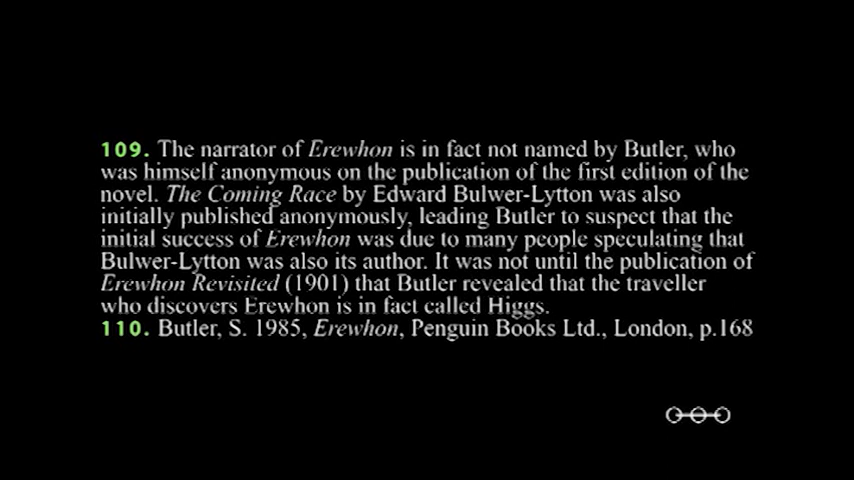 109. The narrator of Erewhon is in fact not named by Butler, who
was himself anonymous on the publication of the first edition of the
novel. The Coming Race by Edward Bulwer-Lytton was also
initially published anonymously, leading Butler to suspect that the
initial success of Erewhon was due to many people speculating that
Bulwer-Lytton was also its author. It was not until the publication of
Erewhon Revisited (1901) that Butler revealed that the traveller
who discovers Erewhon is in fact called Higgs.
110. Butler, S. 1985, Erewhon, Penguin Books Ltd., London, p.168